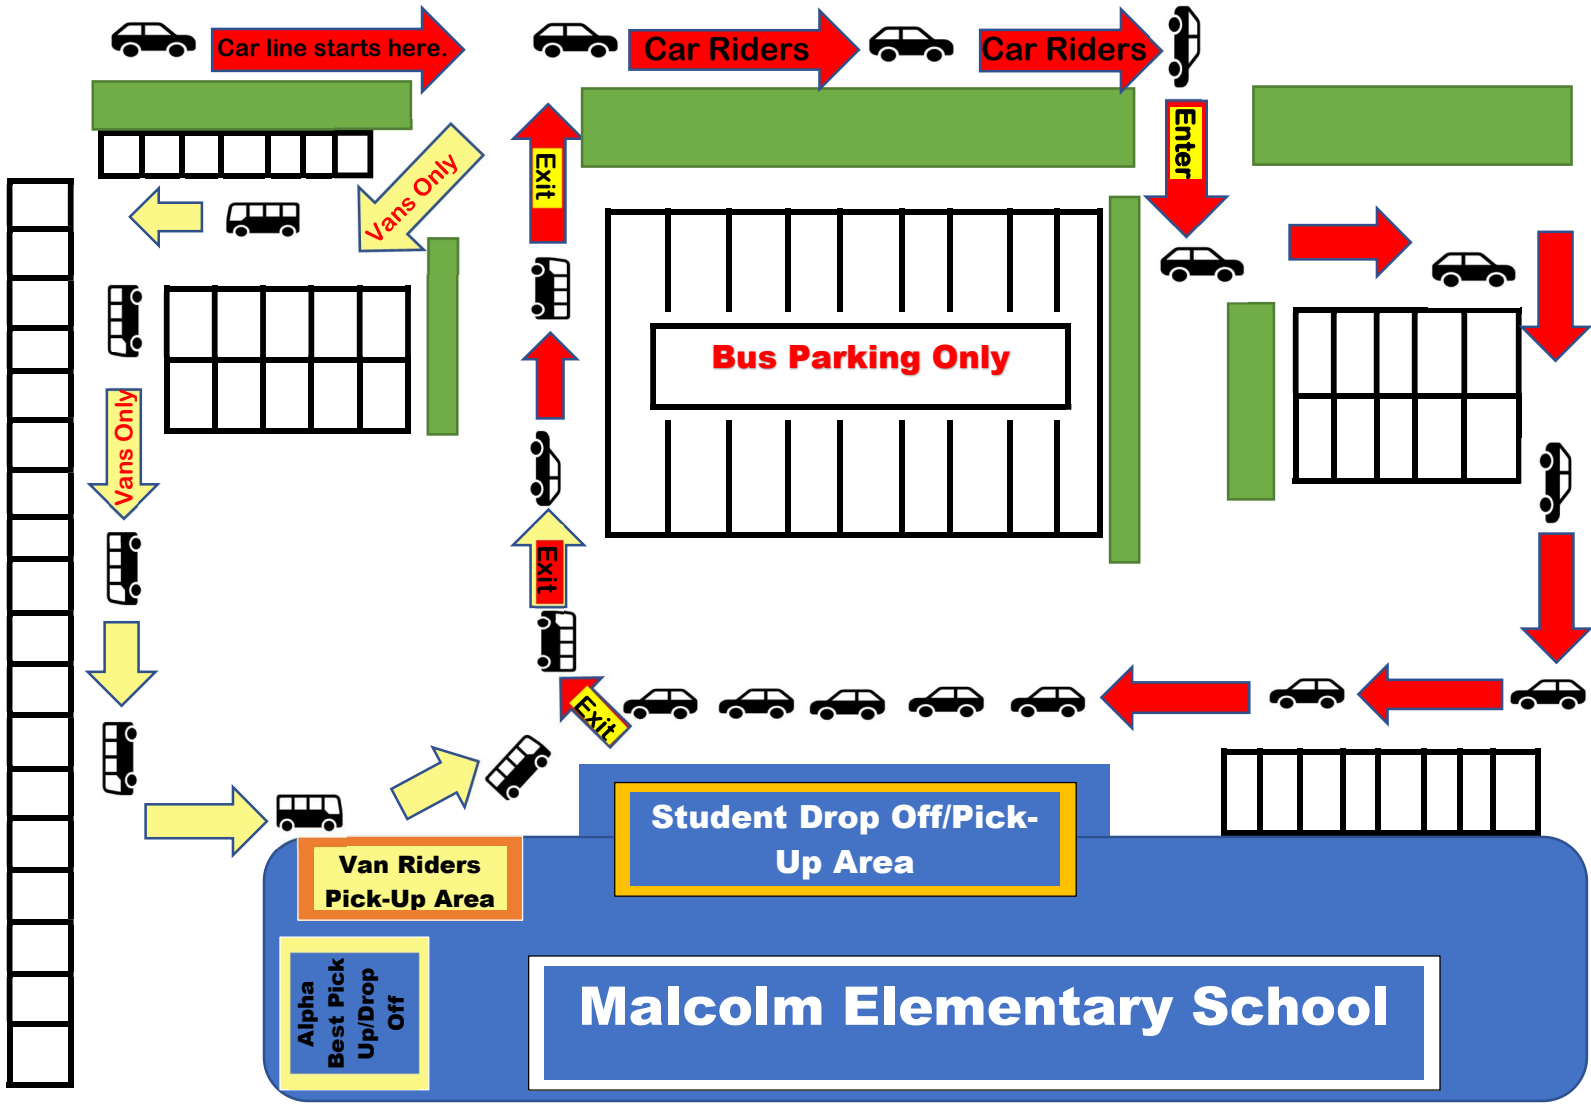 Car line starts here.
Car Riders
Car Riders
Enter
Exit
Vans Only
Bus Parking Only
Vans Only
Exit
Exit
Student Drop Off/Pick-
Up Area
Van Riders
Pick-Up Area
Alpha
Best Pick
Up/Drop
Off
Malcolm Elementary School